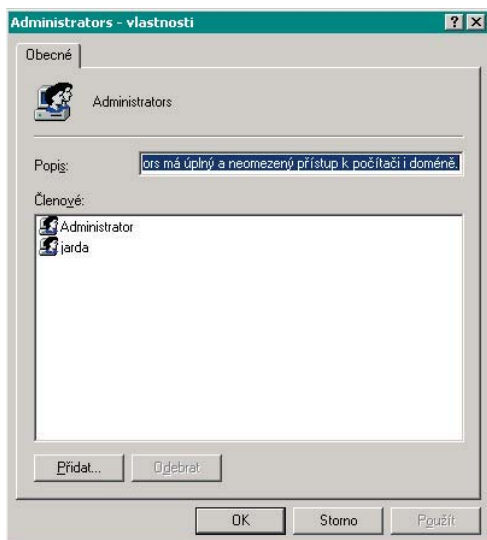 Administrators - vlastnosti
Obecné
Administrators
Popis: ors má úplný a neomezený přístup k počítači i doméně.
Členové:
Administrator
jarda
Přidat... Odebrat
OK Storno Použít